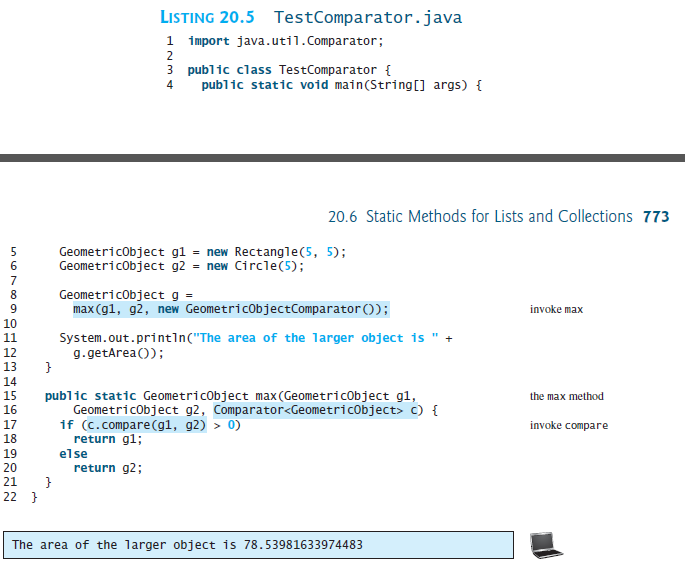 LISTING 20.5 TestComparator.java
1 import java.util.Comparator;
2
3 public class TestComparator {
4 public static void main(String[] args) {
20.6 Static Methods for Lists and Collections 773
5 GeometricObject g1 = new Rectangle(5, 5);
6 GeometricObject g2 = new Circle(5);
7
8 GeometricObject g =
9 max(g1, g2, new GeometricObjectComparator()); invoke max
10
11 System.out.println("The area of the larger object is " +
12 g.getArea());
13 }
14
15 public static GeometricObject max(GeometricObject g1, the max method
16 GeometricObject g2, Comparator<GeometricObject> c) {
17 if (c.compare(g1, g2) > 0) invoke compare
18 return g1;
19 else
20 return g2;
21 }
22 }
The area of the larger object is 78.53981633974483